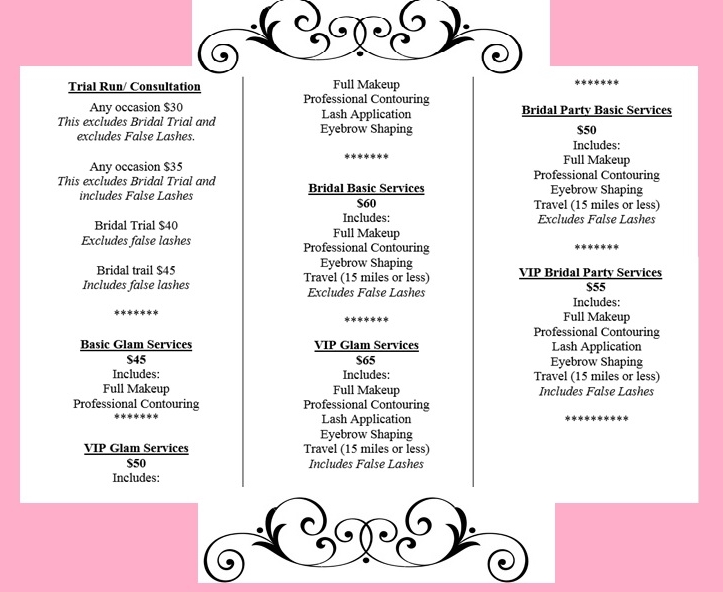 Trial Run/ Consultation
Any occasion $30
This excludes Bridal Trial and
excludes False Lashes.
Any occasion $35
This excludes Bridal Trial and
includes False Lashes
Bridal Trial $40
Excludes false lashes
Bridal trail $45
Includes false lashes
*******
Basic Glam Services
$45
Includes:
Full Makeup
Professional Contouring
*******
VIP Glam Services
$50
Includes:
Full Makeup
Professional Contouring
Lash Application
Eyebrow Shaping
*******
Bridal Basic Services
$60
Includes:
Full Makeup
Professional Contouring
Eyebrow Shaping
Travel (15 miles or less)
Excludes False Lashes
*******
VIP Glam Services
$65
Includes:
Full Makeup
Professional Contouring
Lash Application
Eyebrow Shaping
Travel (15 miles or less)
Includes False Lashes
*******
Bridal Party Basic Services
$50
Includes:
Full Makeup
Professional Contouring
Eyebrow Shaping
Travel (15 miles or less)
Excludes False Lashes
*******
VIP Bridal Party Services
$55
Includes:
Full Makeup
Professional Contouring
Lash Application
Eyebrow Shaping
Travel (15 miles or less)
Includes False Lashes
**********